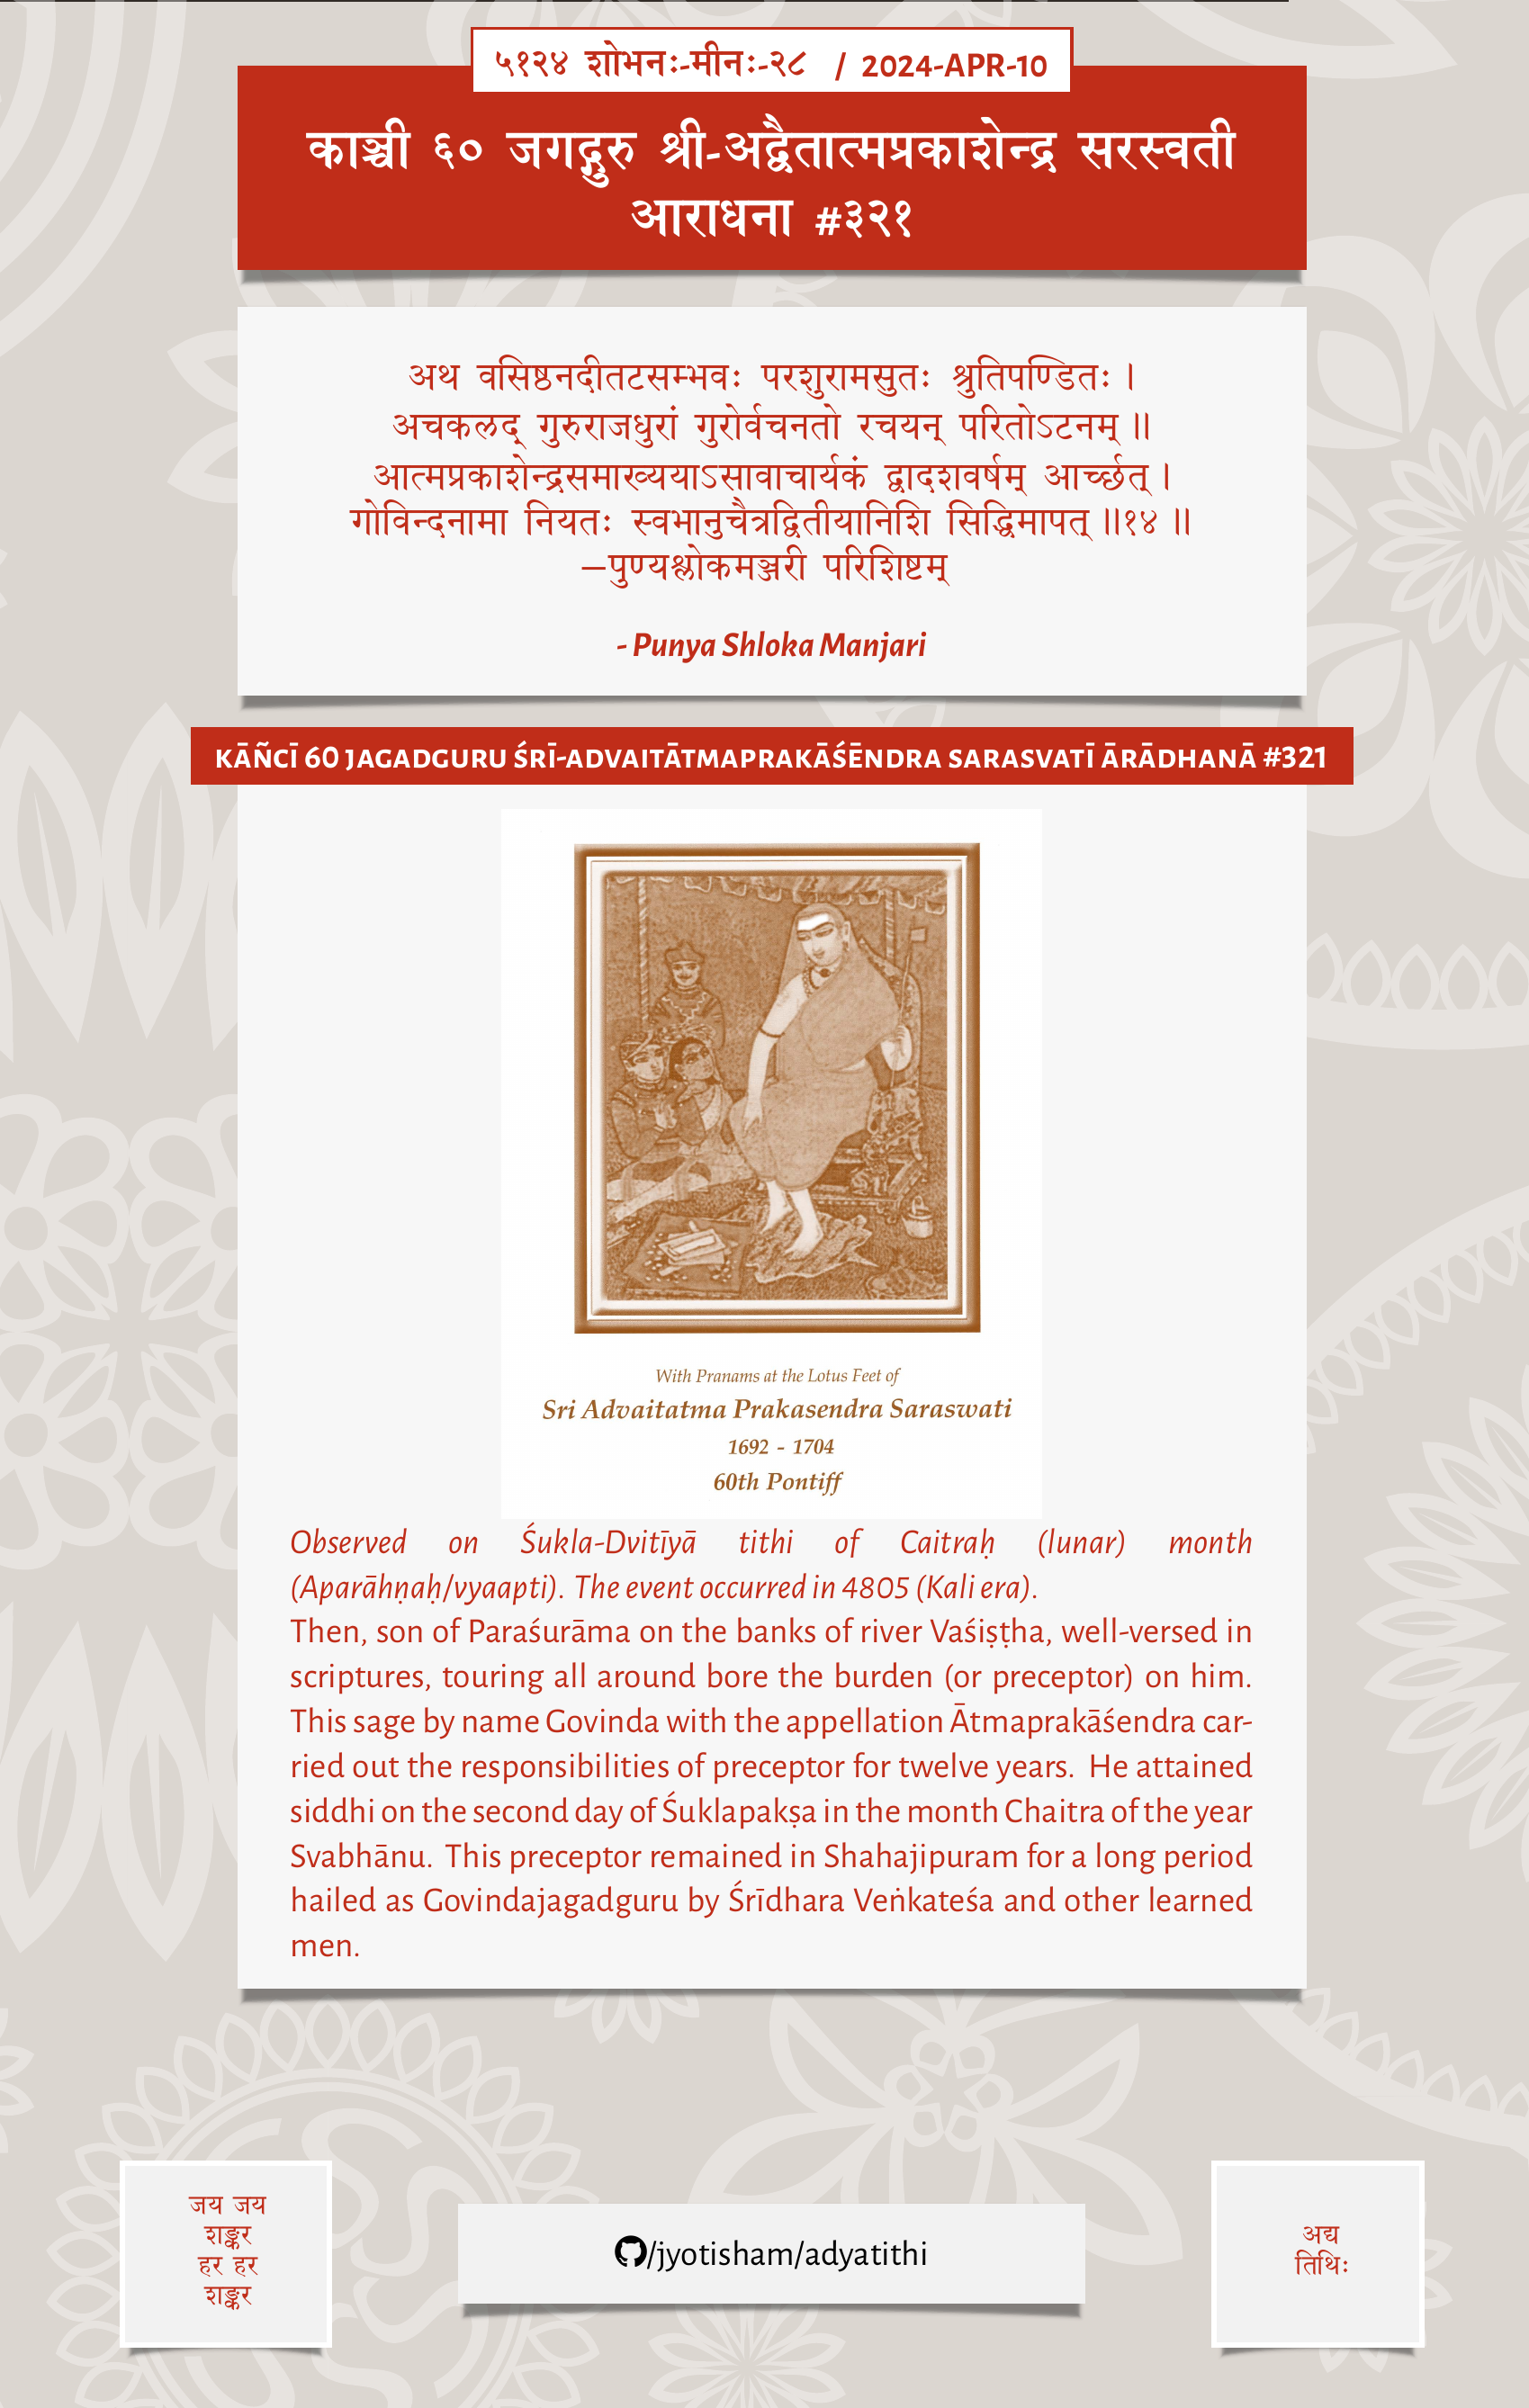 ५१२४ शोभनः-मीनः-२८ / 2024-APR-10
काञ्ची ६० जगद्गुरु श्री-अद्वैतात्मप्रकाशेन्द्र सरस्वती
आराधना #३२१
अथ वसिष्ठनदीतटसम्भवः परशुरामसुतः श्रुतिपण्डितः ।
अचकलद् गुरुराजधुरां गुरोर्वचनतो रचयन् परितोऽटनम् ॥
आत्मप्रकाशेन्द्रसमाख्ययाऽसावाचार्यकं द्वादशवर्षम् आर्च्छत् ।
गोविन्दनामा नियतः स्वभानुचैत्रद्वितीयानिशि सिद्धिमापत् ॥१४ ॥
—पुण्यश्लोकमञ्जरी परिशिष्टम्
- Punya Shloka Manjari
KĀÑCĪ 60 JAGADGURU ŚRĪ-ADVAITĀTMAPRAKĀŚĒNDRA SARASVATĪ ĀRĀDHANĀ #321
With Pranams at the Lotus Feet of
Sri Advaitatma Prakasendra Saraswati
1692 - 1704
60th Pontiff
Observed on Śukla-Dvitīyā tithi of Caitraḥ (lunar) month
(Aparāhṇaḥ/vyaapti). The event occurred in 4805 (Kali era).
Then, son of Paraśurāma on the banks of river Vaśiṣṭha, well-versed in
scriptures, touring all around bore the burden (or preceptor) on him.
This sage by name Govinda with the appellation Ātmaprakāśendra car-
ried out the responsibilities of preceptor for twelve years. He attained
siddhi on the second day of Śuklapakṣa in the month Chaitra of the year
Svabhānu. This preceptor remained in Shahajipuram for a long period
hailed as Govindajagadguru by Śrīdhara Veṅkateśa and other learned
men.
जय जय
शङ्कर
हर हर
शङ्कर
/jyotisham/adyatithi
अद्य
तिथिः